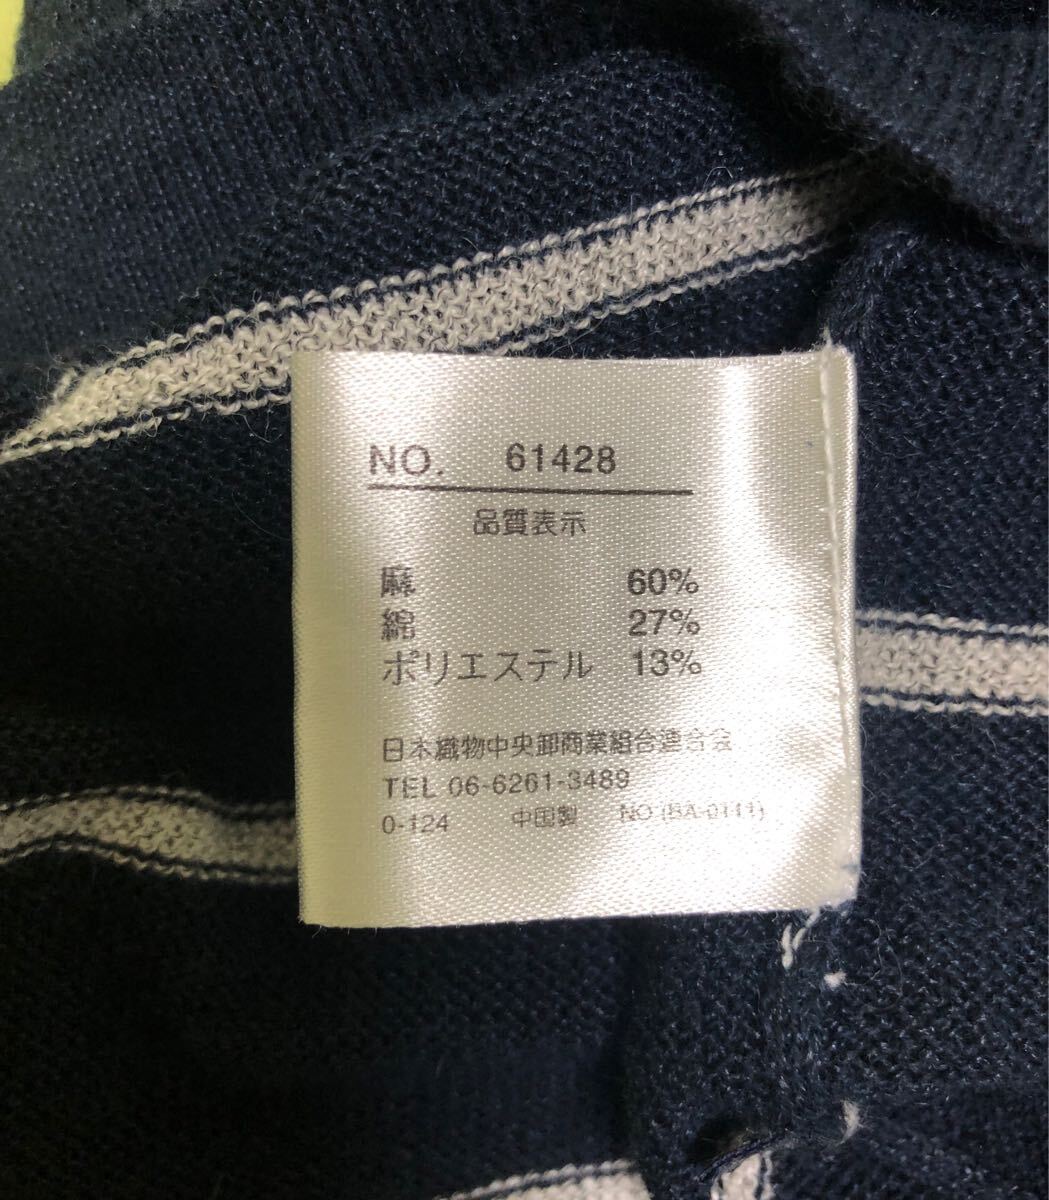 NO. 61428
品質表示
麻 60%
綿 27%
ポリエステル 13%
日本織物中央卸商業組合連合会
TEL 06-6261-3489
0-124 中国製 NO (BA-0111)